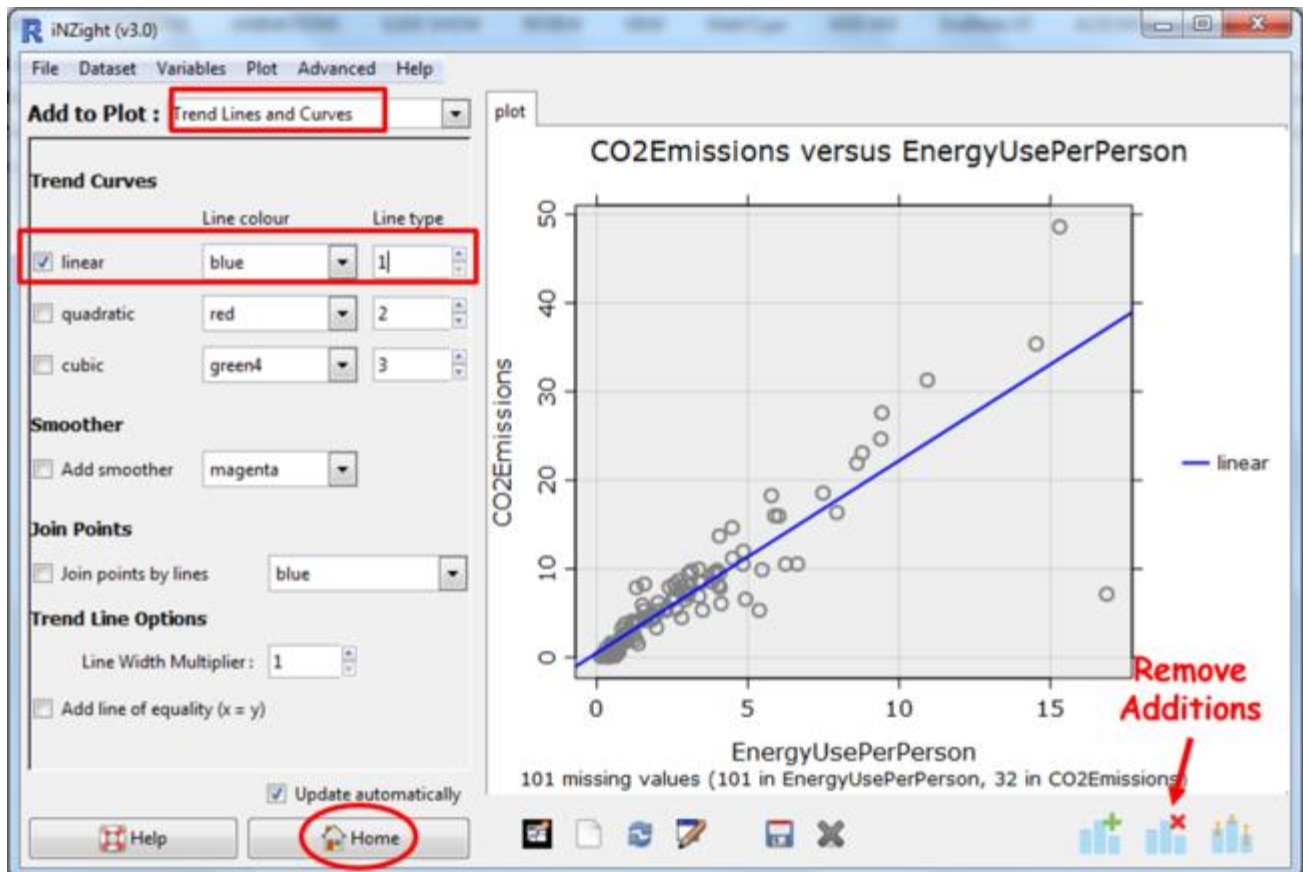 iNZight (v3.0)
File Dataset Variables Plot Advanced Help
Add to Plot : Trend Lines and Curves
Trend Curves
Line colour Line type
linear blue 1
quadratic red 2
cubic green4 3
Smoother
Add smoother magenta
Join Points
Join points by lines blue
Trend Line Options
Line Width Multiplier: 1
Add line of equality (x = y)
Update automatically
Help Home
plot
CO2Emissions versus EnergyUsePerPerson
50
40
30
20
10
0
CO2Emissions
linear
0 5 10 15
EnergyUsePerPerson
101 missing values (101 in EnergyUsePerPerson, 32 in CO2Emissions)
Remove
Additions